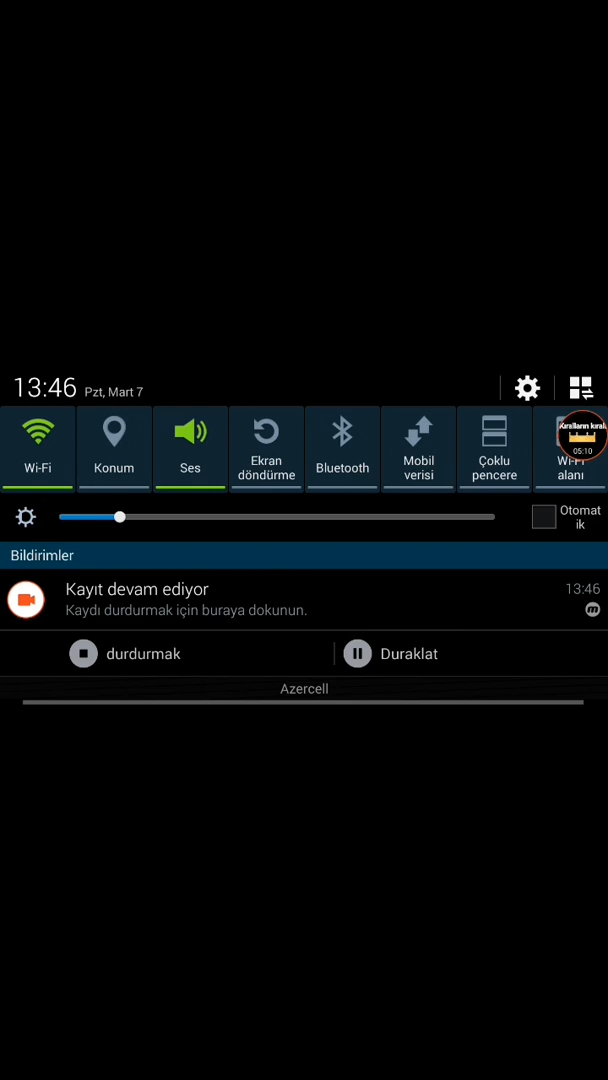 13:46 Pzt, Mart 7
Wi-Fi
Konum
Ses
Ekran
döndürme
Bluetooth
Mobil
verisi
Çoklu
pencere
Wi-Fi
alanı
05:10
Otomat
ik
Bildirimler
Kayıt devam ediyor
13:46
Kaydı durdurmak için buraya dokunun.
durdurmak
Duraklat
Azercell